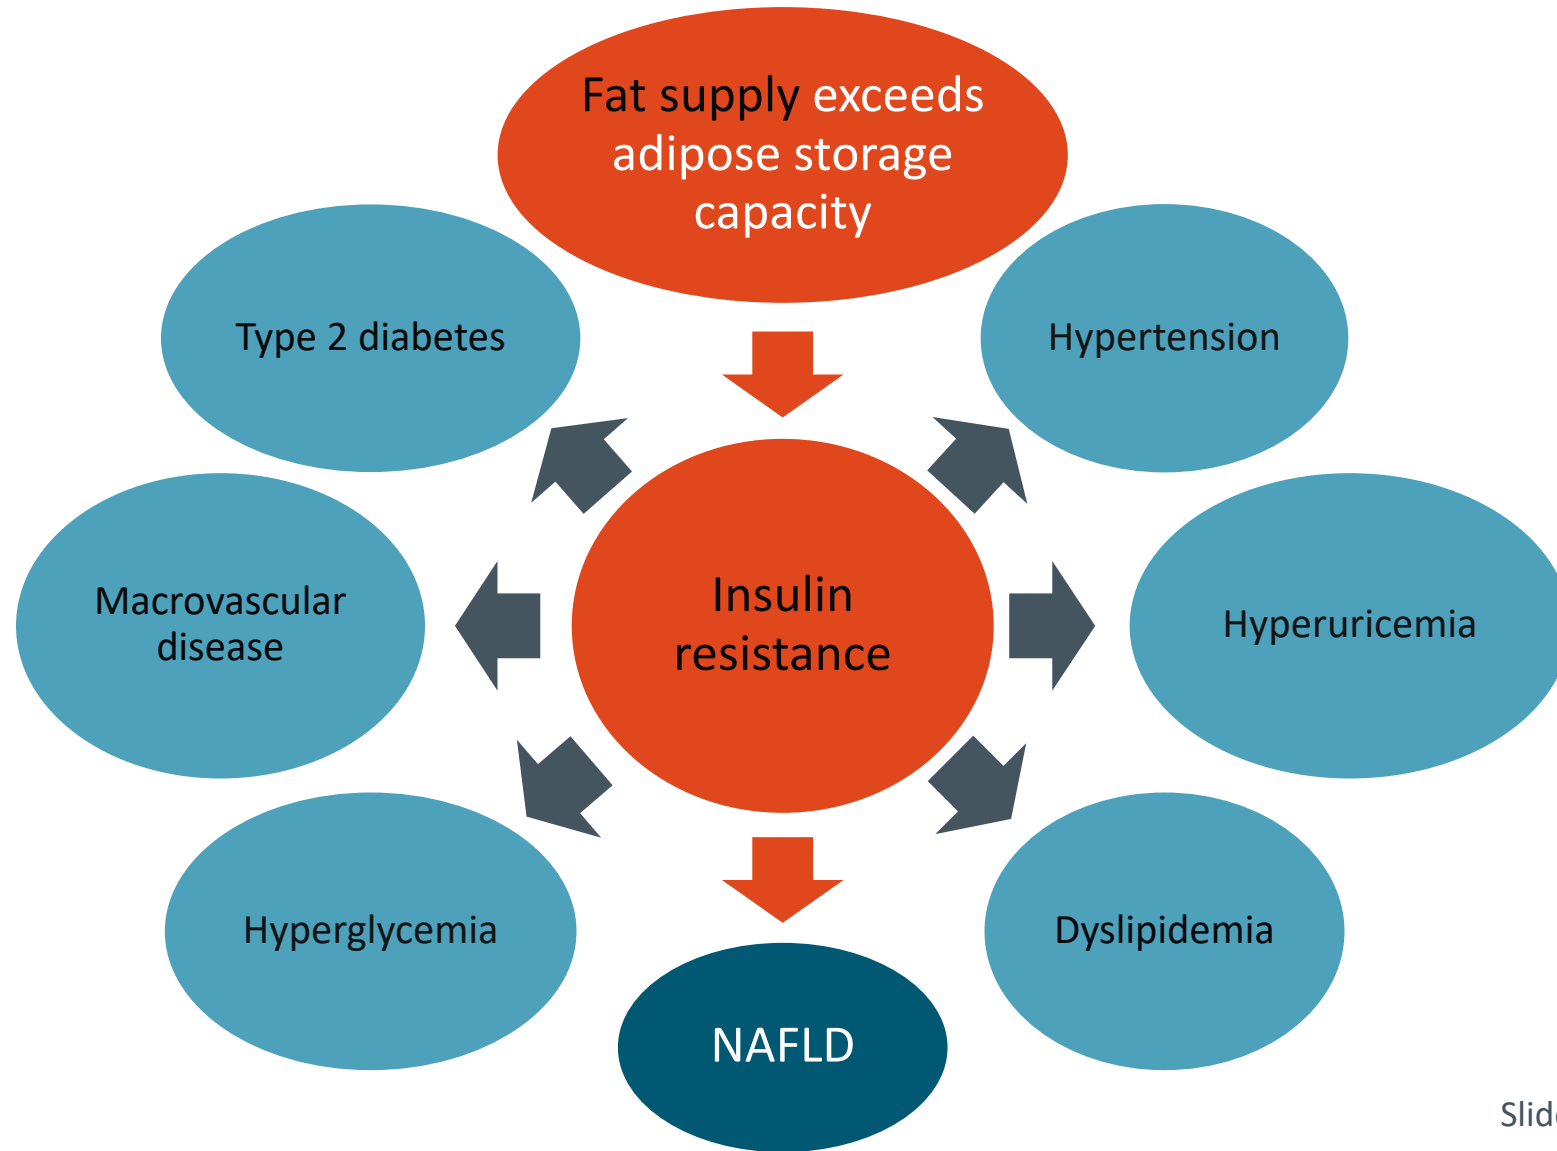 Fat supply exceeds
adipose storage
capacity
Type 2 diabetes
Hypertension
Macrovascular
disease
Insulin
resistance
Hyperuricemia
Hyperglycemia
Dyslipidemia
NAFLD